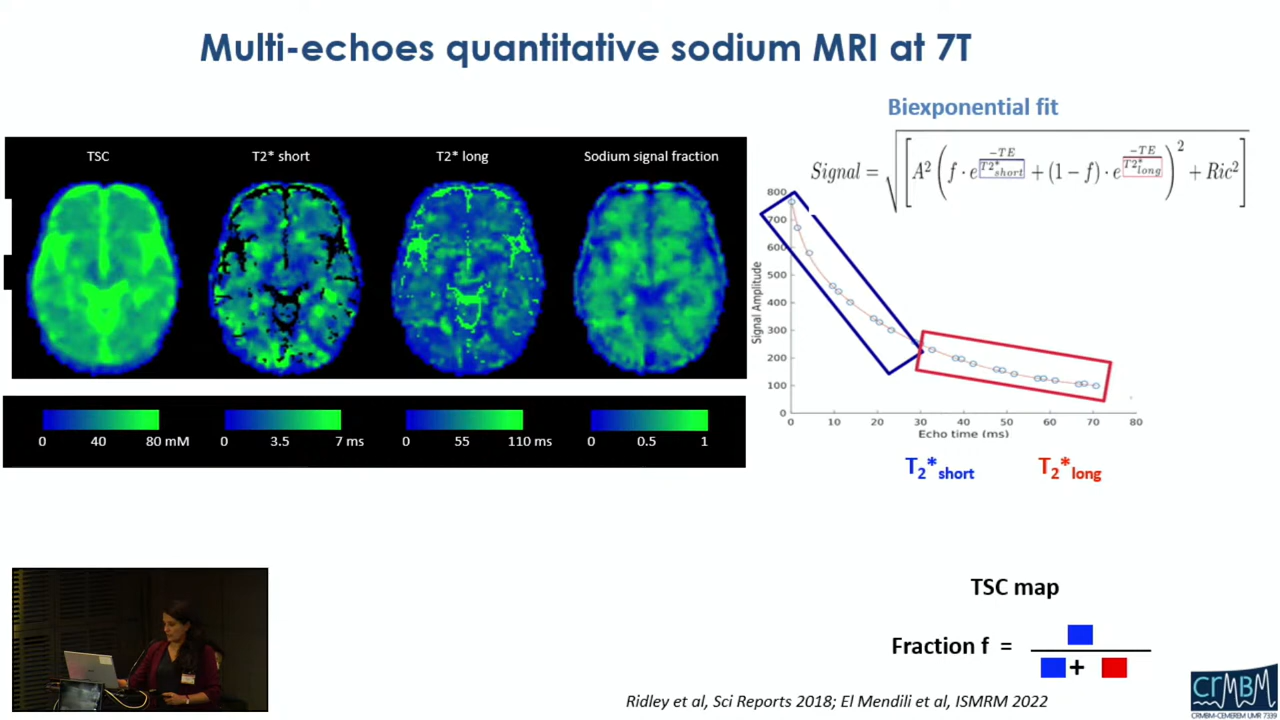 Multi-echoes quantitative sodium MRI at 7T
TSC
T2* short
T2* long
Sodium signal fraction
0 40 80 mM
0 3.5 7 ms
0 55 110 ms
0 0.5 1
Biexponential fit
Signal = √[A² (f · e^(-TE/T2*short) + (1 − f) · e^(-TE/T2*long))² + Ric²]
800
700
600
500
400
300
200
100
0
Signal Amplitude
0 10 20 30 40 50 60 70 80
Echo time (ms)
T₂*short
T₂*long
TSC map
Fraction f =
+
Ridley et al, Sci Reports 2018; El Mendili et al, ISMRM 2022
CRMBM
CRMBM-CEMEREM UMR 7339